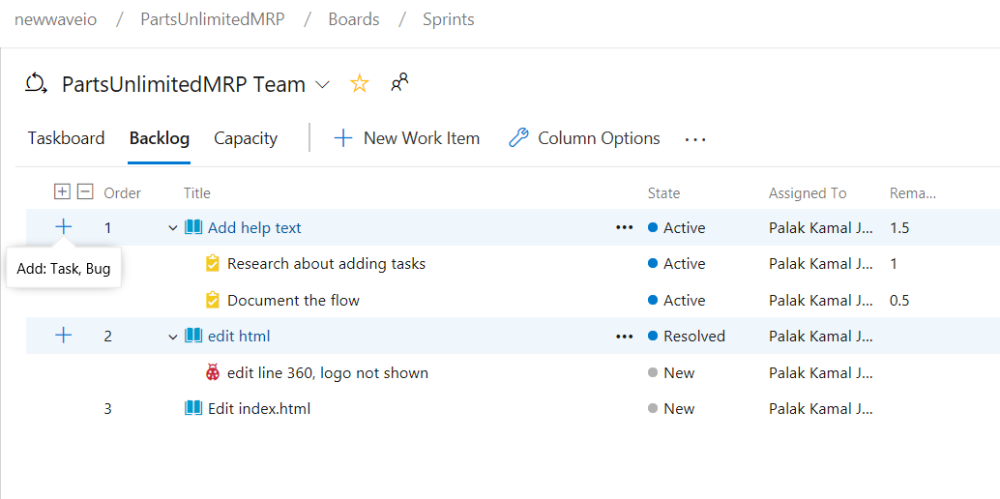 newwaveio / PartsUnlimitedMRP / Boards / Sprints
PartsUnlimitedMRP Team
Taskboard Backlog Capacity New Work Item Column Options ...
Order Title State Assigned To Rema...
1 Add help text ... Active Palak Kamal J... 1.5
Add: Task, Bug
Research about adding tasks Active Palak Kamal J... 1
Document the flow Active Palak Kamal J... 0.5
2 edit html ... Resolved Palak Kamal J...
edit line 360, logo not shown New Palak Kamal J...
3 Edit index.html New Palak Kamal J...